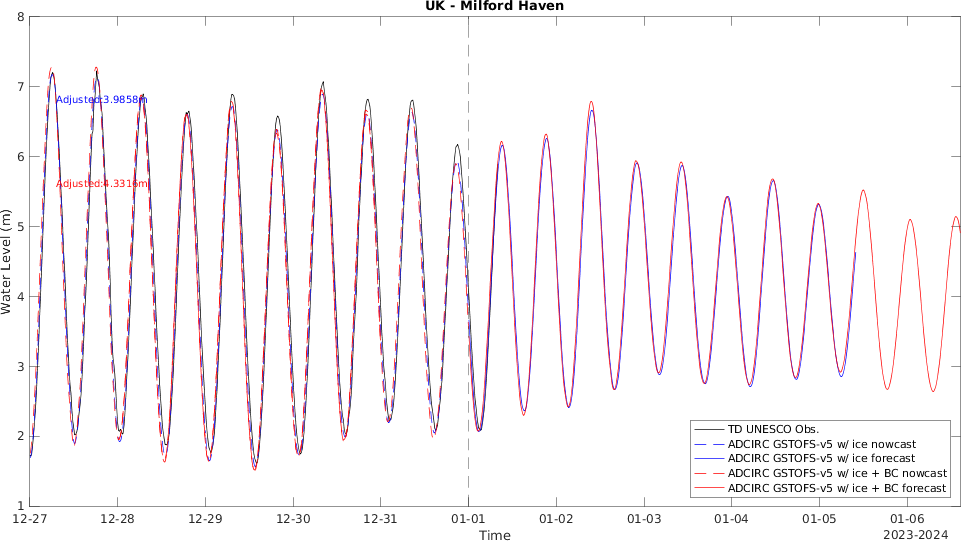 UK - Milford Haven
8
7
6
5
4
3
2
1
Water Level (m)
Adjusted:3.9858m
Adjusted:4.3316m
TD UNESCO Obs.
ADCIRC GSTOFS-v5 w/ ice nowcast
ADCIRC GSTOFS-v5 w/ ice forecast
ADCIRC GSTOFS-v5 w/ ice + BC nowcast
ADCIRC GSTOFS-v5 w/ ice + BC forecast
12-27 12-28 12-29 12-30 12-31 01-01 01-02 01-03 01-04 01-05 01-06
Time
2023-2024